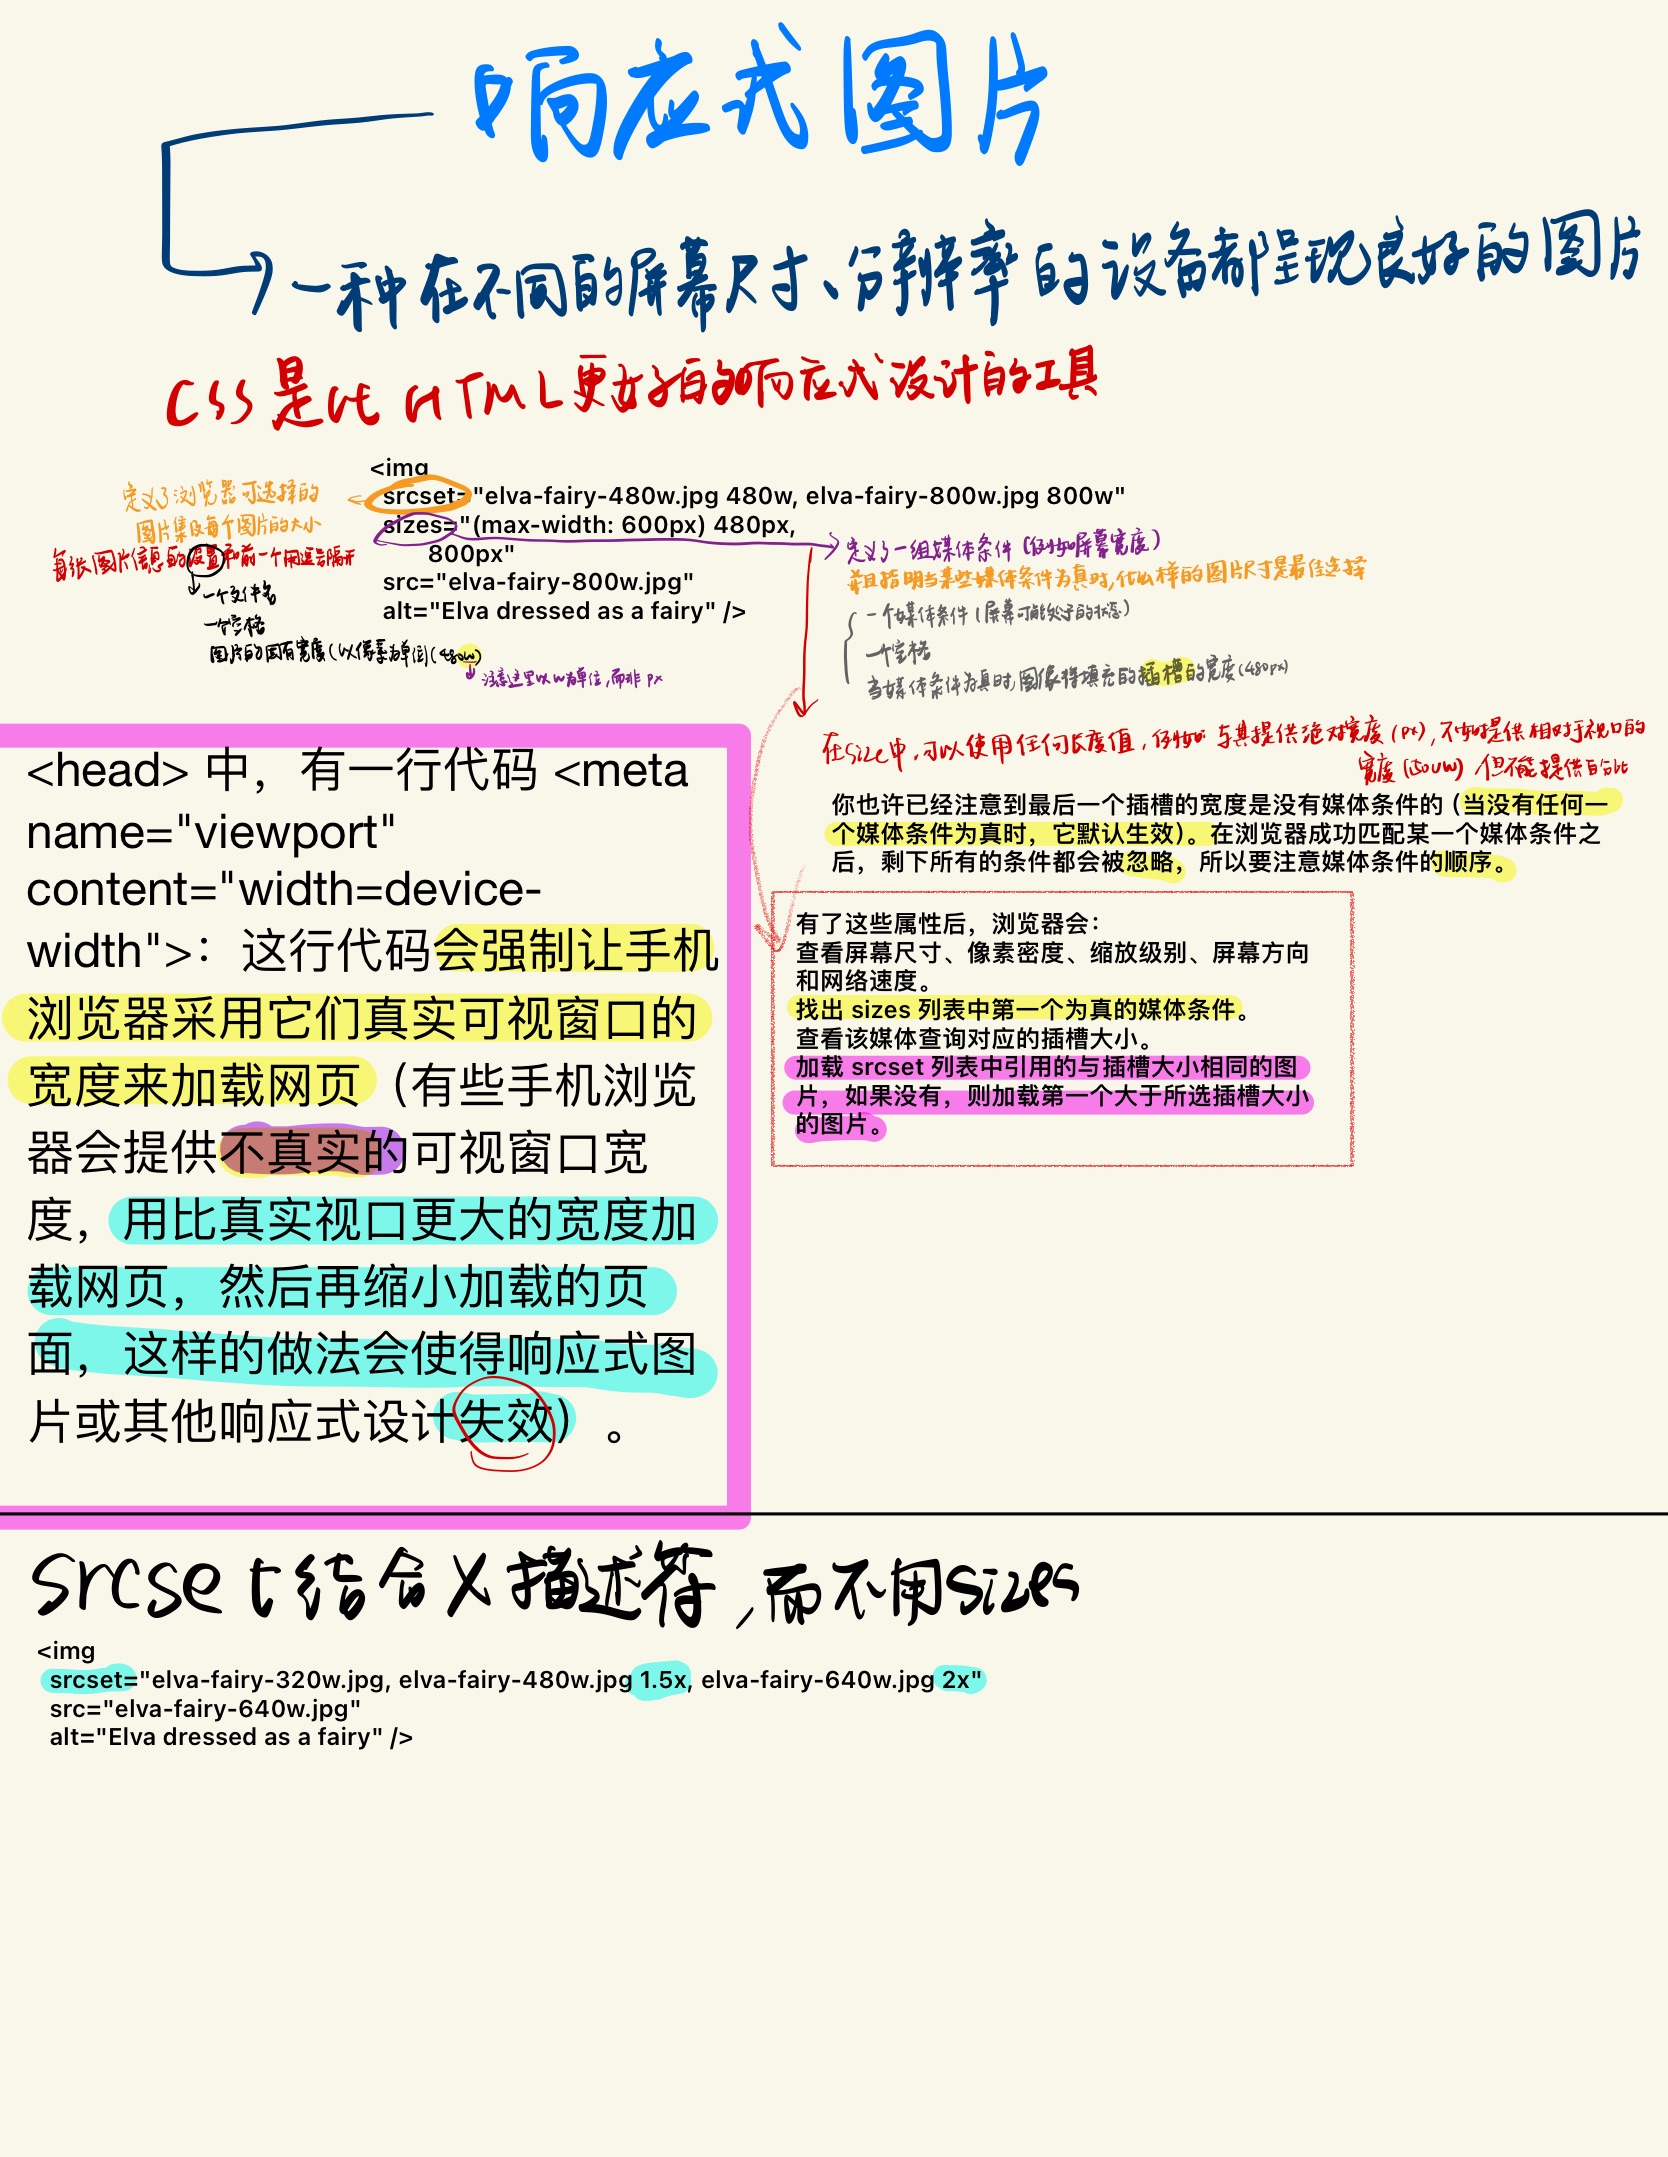 响应式图片
一种在不同的屏幕尺寸、分辨率的设备都呈现良好的图片
CSS是比HTML更好的响应式设计的工具
<img
srcset="elva-fairy-480w.jpg 480w, elva-fairy-800w.jpg 800w"
sizes="(max-width: 600px) 480px,
800px"
src="elva-fairy-800w.jpg"
alt="Elva dressed as a fairy" />
定义了浏览器可选择的
图片集及每个图片的大小
每张图片信息的设置和前一个用逗号隔开
一个文件名
一个空格
图片的固有宽度(以像素为单位)(480w)
注意这里以w为单位,而非 px
定义了一组媒体条件(例如屏幕宽度)
并且指明当某些媒体条件为真时,什么样的图片尺寸是最佳选择
一个媒体条件(屏幕可能处于的状态)
一个空格
当媒体条件为真时,图像将填充的插槽的宽度(480px)
在size中,可以使用任何长度值,例如 与其提供绝对宽度(px),不如提供相对于视口的
宽度(50vw) 但不能提供百分比
你也许已经注意到最后一个插槽的宽度是没有媒体条件的(当没有任何一
个媒体条件为真时，它默认生效)。在浏览器成功匹配某一个媒体条件之
后，剩下所有的条件都会被忽略，所以要注意媒体条件的顺序。
有了这些属性后，浏览器会：
查看屏幕尺寸、像素密度、缩放级别、屏幕方向
和网络速度。
找出 sizes 列表中第一个为真的媒体条件。
查看该媒体查询对应的插槽大小。
加载 srcset 列表中引用的与插槽大小相同的图
片，如果没有，则加载第一个大于所选插槽大小
的图片。
<head> 中，有一行代码 <meta
name="viewport"
content="width=device-
width">：这行代码会强制让手机
浏览器采用它们真实可视窗口的
宽度来加载网页（有些手机浏览
器会提供不真实的可视窗口宽
度，用比真实视口更大的宽度加
载网页，然后再缩小加载的页
面，这样的做法会使得响应式图
片或其他响应式设计失效）。
srcset结合X描述符,而不用sizes
<img
srcset="elva-fairy-320w.jpg, elva-fairy-480w.jpg 1.5x, elva-fairy-640w.jpg 2x"
src="elva-fairy-640w.jpg"
alt="Elva dressed as a fairy" />